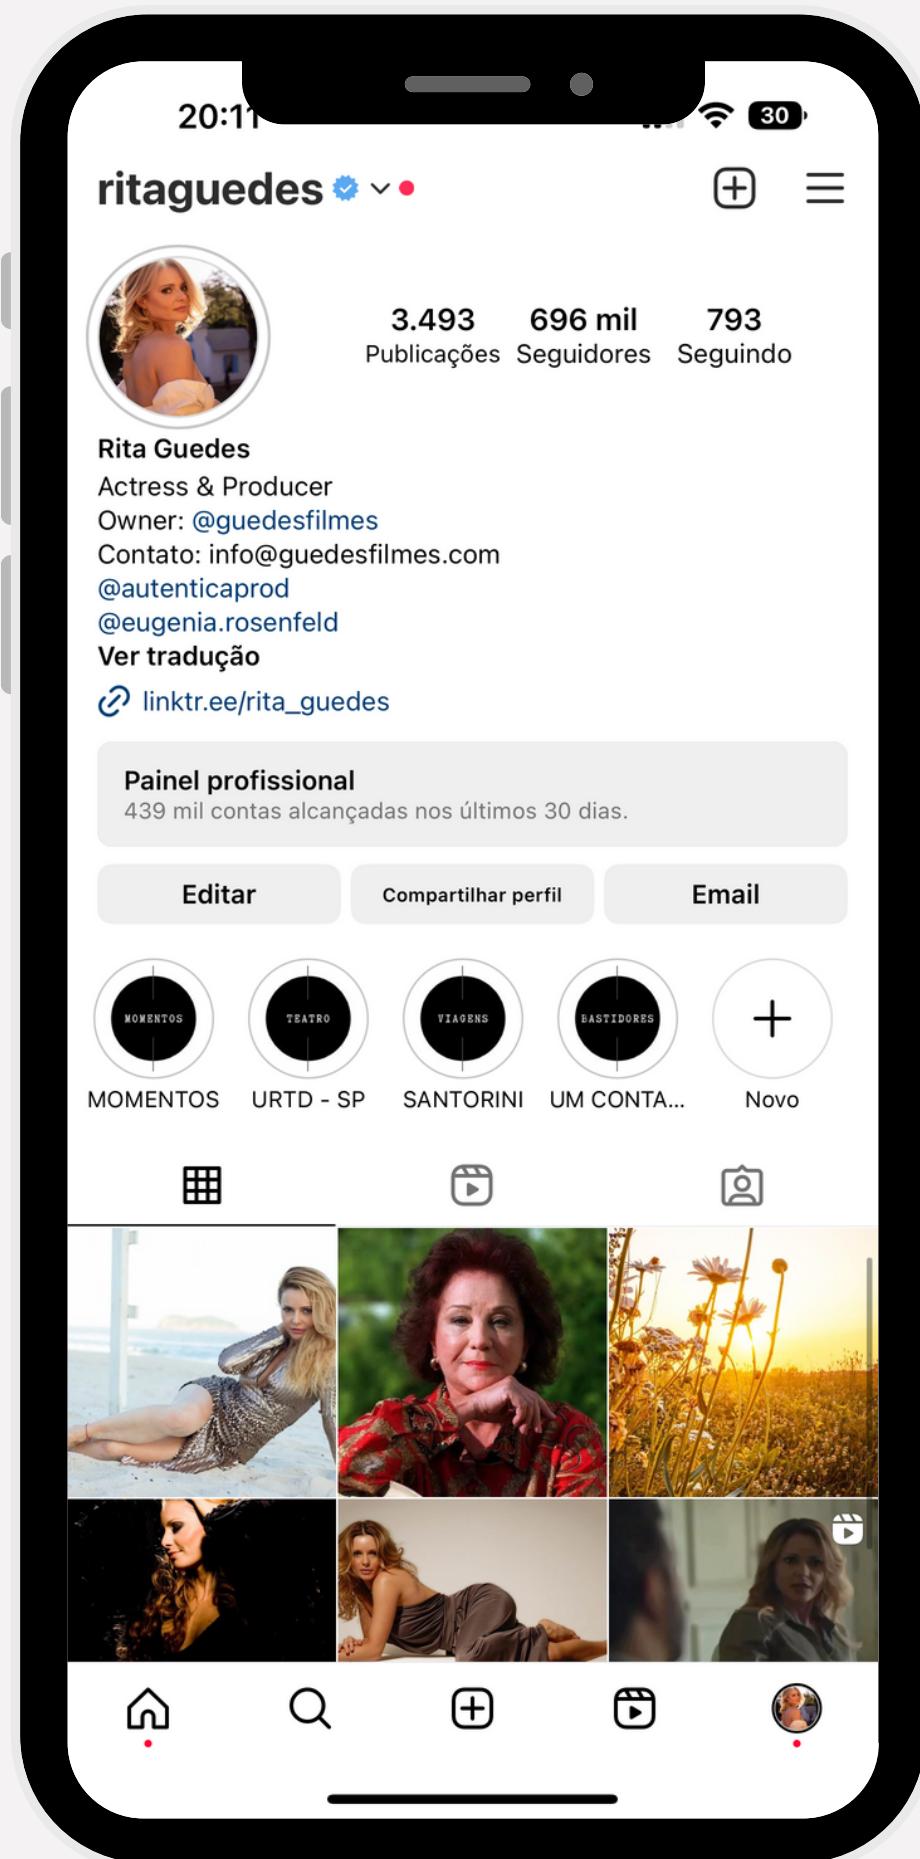 20:11
30
ritaguedes
3.493 696 mil 793
Publicações Seguidores Seguindo
Rita Guedes
Actress & Producer
Owner: @guedesfilmes
Contato: info@guedesfilmes.com
@autenticaprod
@eugenia.rosenfeld
Ver tradução
linktr.ee/rita_guedes
Painel profissional
439 mil contas alcançadas nos últimos 30 dias.
Editar Compartilhar perfil Email
MOMENTOS TEATRO VIAGENS BASTIDORES
MOMENTOS URTD - SP SANTORINI UM CONTA... Novo